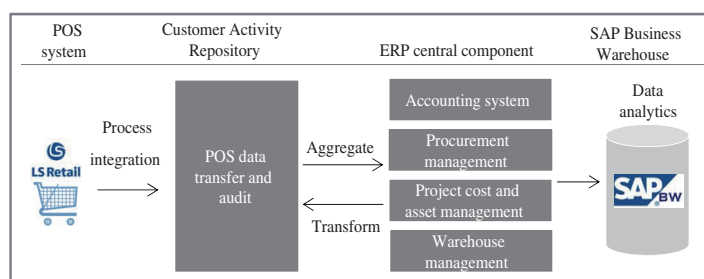 POS
system
Customer Activity
Repository
ERP central component
SAP Business
Warehouse
LS Retail
Process
integration
POS data
transfer and
audit
Aggregate
Transform
Accounting system
Procurement
management
Project cost and
asset management
Warehouse
management
Data
analytics
SAP
BW